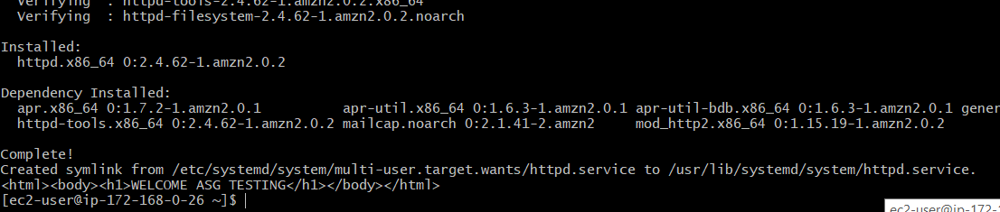 Verifying  : httpd-tools-2.4.62-1.amzn2.0.2.x86_64
Verifying  : httpd-filesystem-2.4.62-1.amzn2.0.2.noarch
Installed:
httpd.x86_64 0:2.4.62-1.amzn2.0.2
Dependency Installed:
apr.x86_64 0:1.7.2-1.amzn2.0.1          apr-util.x86_64 0:1.6.3-1.amzn2.0.1 apr-util-bdb.x86_64 0:1.6.3-1.amzn2.0.1 gener
httpd-tools.x86_64 0:2.4.62-1.amzn2.0.2 mailcap.noarch 0:2.1.41-2.amzn2     mod_http2.x86_64 0:1.15.19-1.amzn2.0.2
Complete!
Created symlink from /etc/systemd/system/multi-user.target.wants/httpd.service to /usr/lib/systemd/system/httpd.service.
<html><body><h1>WELCOME ASG TESTING</h1></body></html>
[ec2-user@ip-172-168-0-26 ~]$
ec2-user@ip-172-1